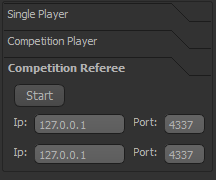 Single Player
Competition Player
Competition Referee
Start
Ip: 127.0.0.1 Port: 4337
Ip: 127.0.0.1 Port: 4337